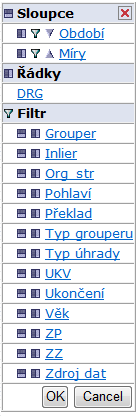 Sloupce
Období
Míry
Řádky
DRG
Filtr
Grouper
Inlier
Org_str
Pohlaví
Překlad
Typ grouperu
Typ úhrady
UKV
Ukončení
Věk
ZP
ZZ
Zdroj dat
OK Cancel